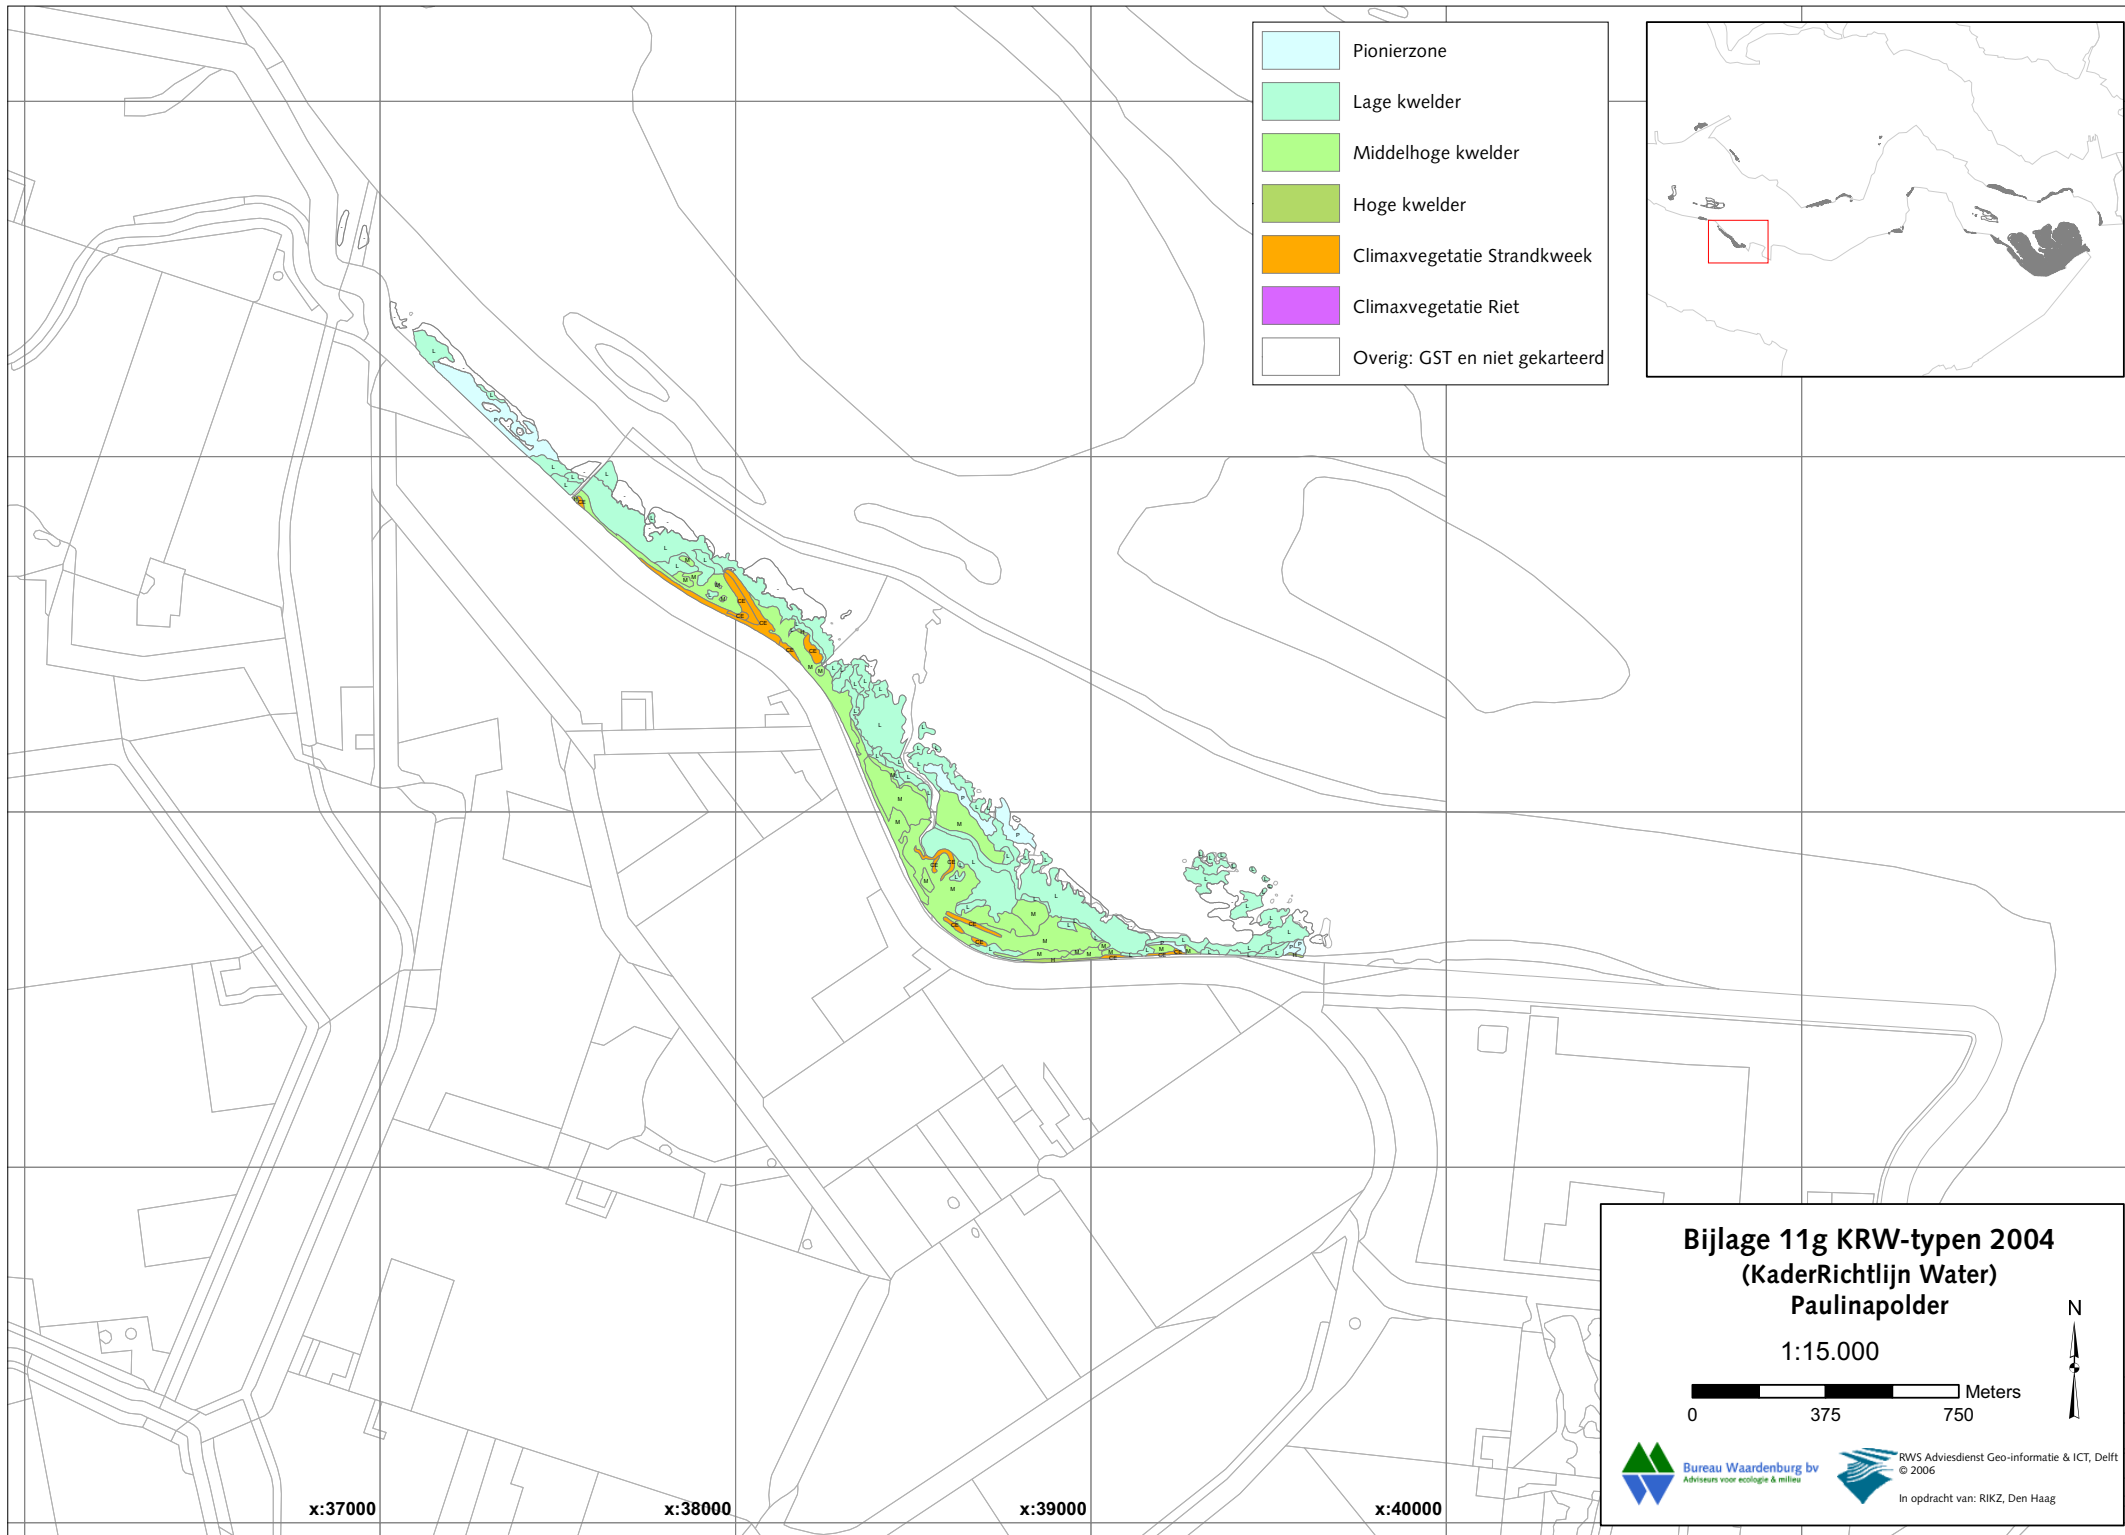 Pionierzone
Lage kwelder
Middelhoge kwelder
Hoge kwelder
Climaxvegetatie Strandkweek
Climaxvegetatie Riet
Overig: GST en niet gekarteerd
Bijlage 11g KRW-typen 2004
(KaderRichtlijn Water)
Paulinapolder
N
1:15.000
Meters
0 375 750
Bureau Waardenburg bv
Adviseurs voor ecologie & milieu
RWS Adviesdienst Geo-informatie & ICT, Delft
© 2006
In opdracht van: RIKZ, Den Haag
x:37000 x:38000 x:39000 x:40000